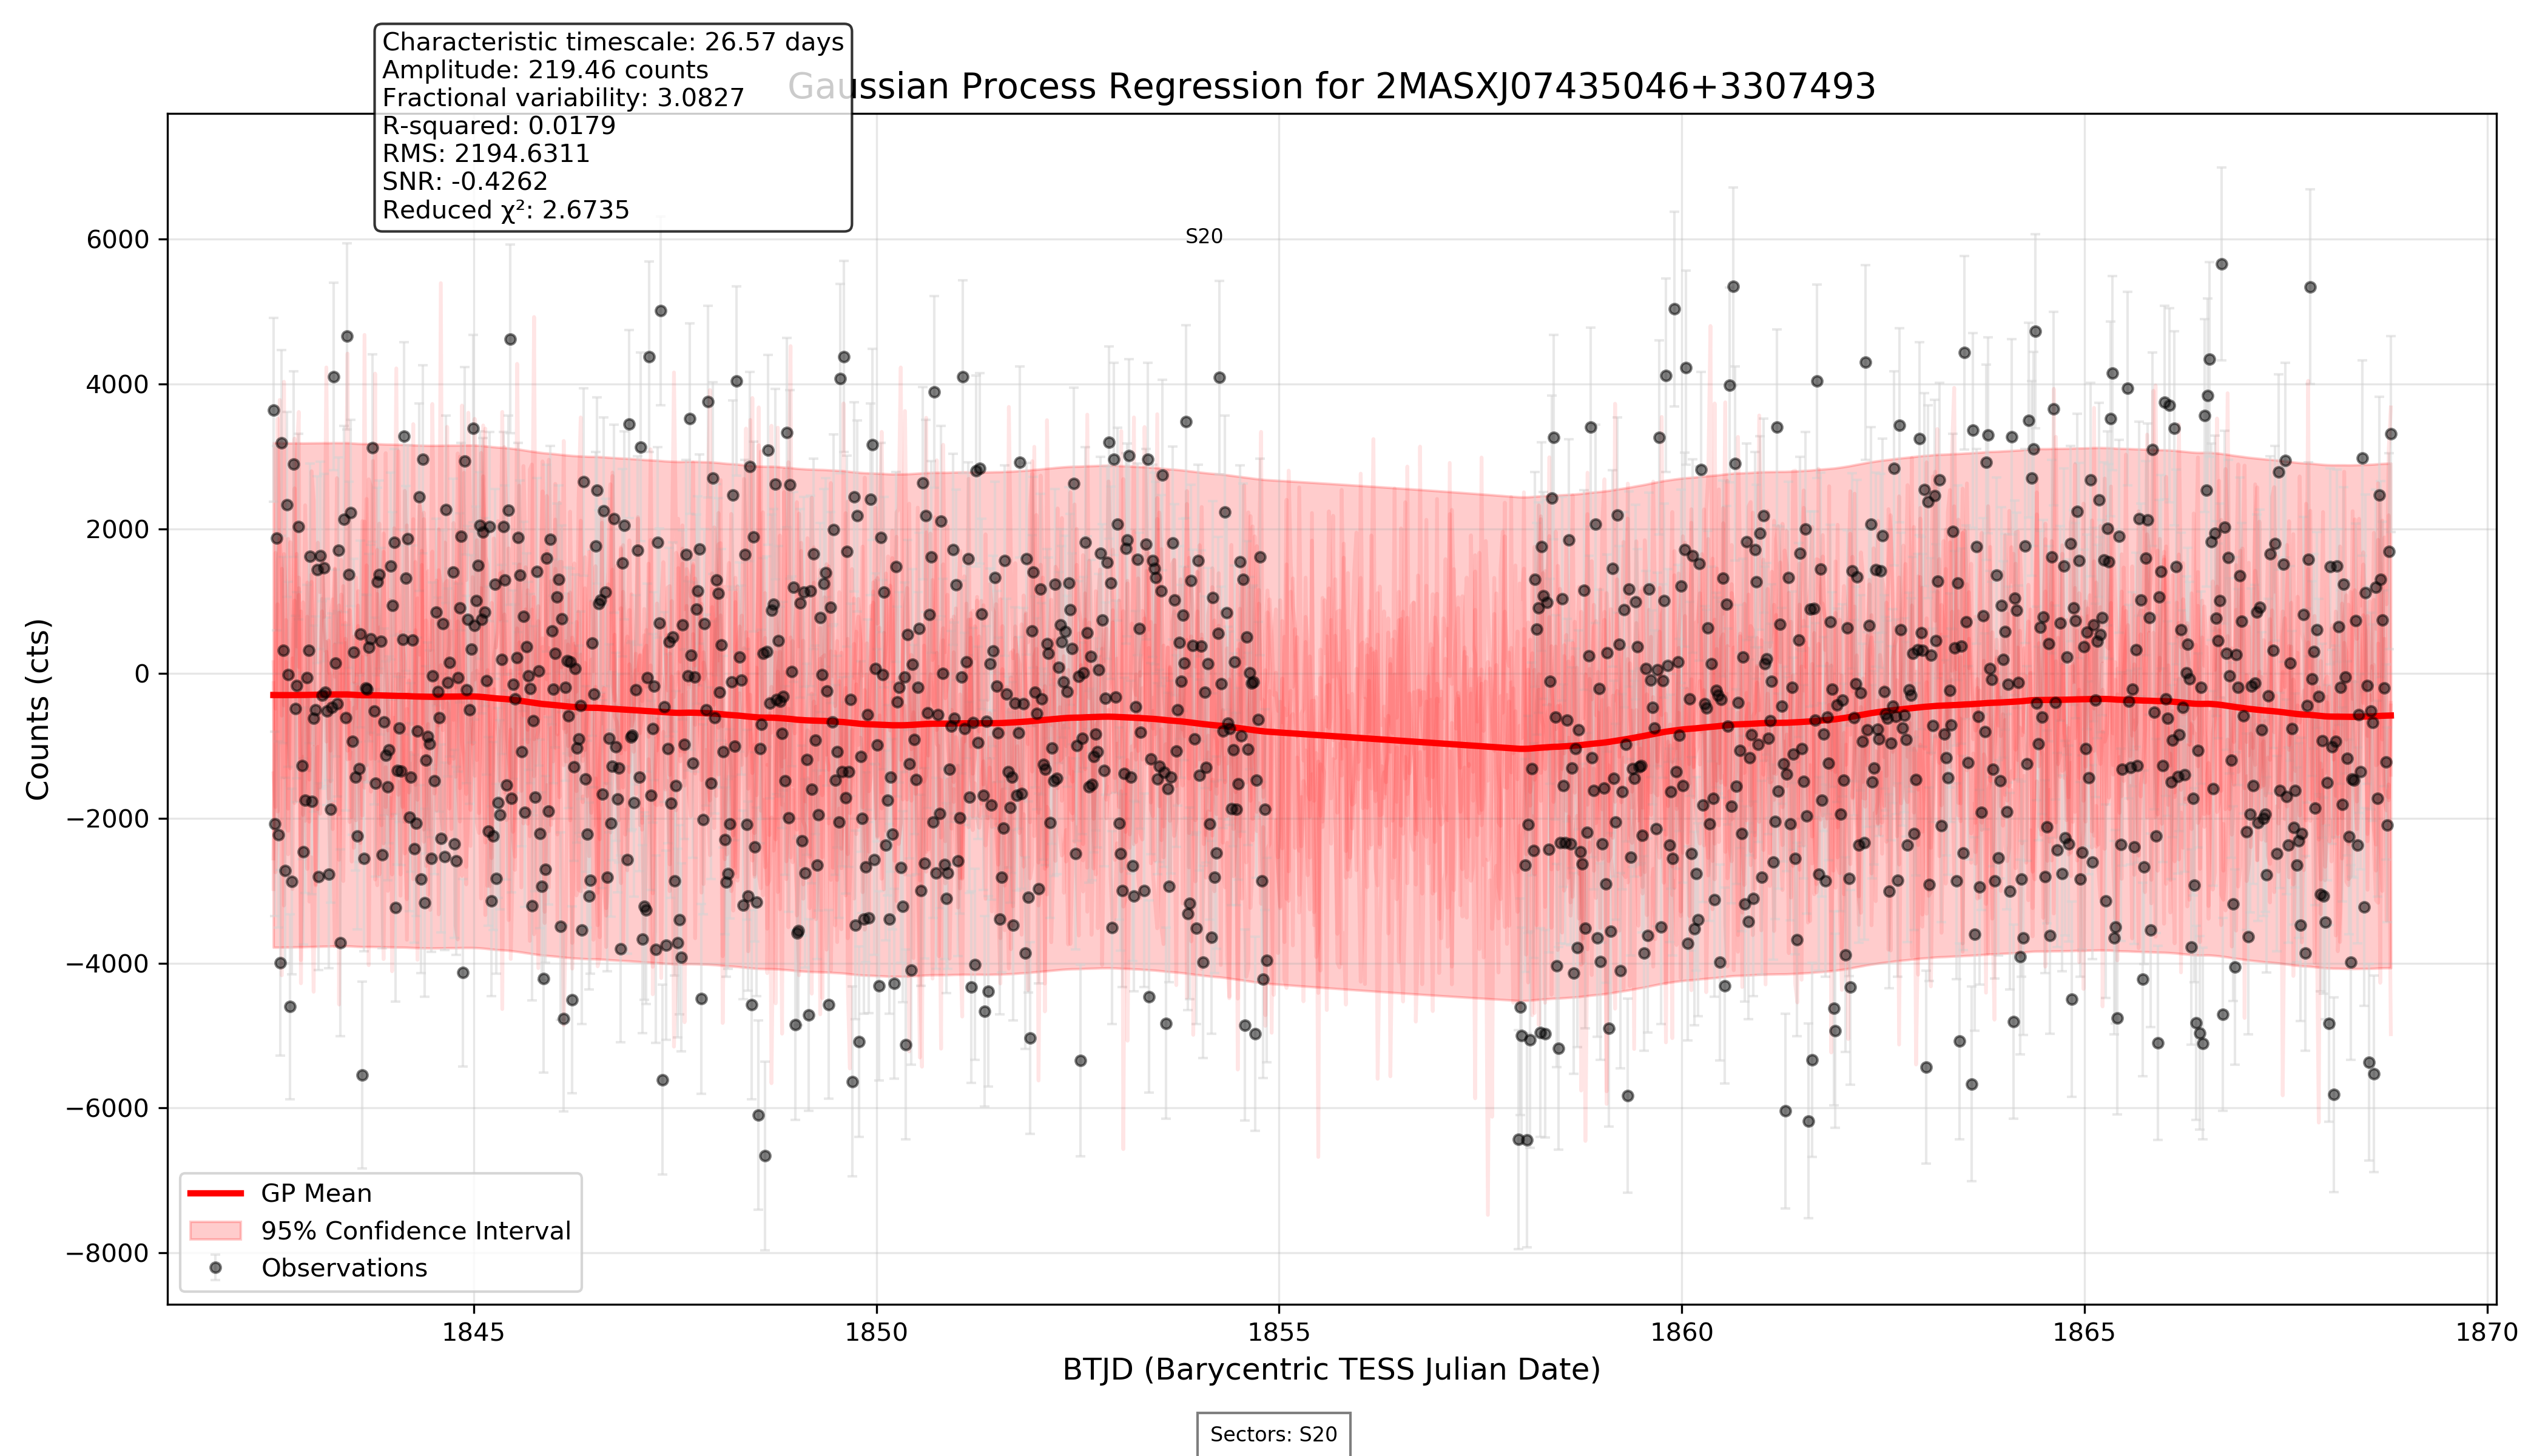 Characteristic timescale: 26.57 days
Amplitude: 219.46 counts
Fractional variability: 3.0827
R-squared: 0.0179
RMS: 2194.6311
SNR: -0.4262
Reduced χ²: 2.6735
Gaussian Process Regression for 2MASXJ07435046+3307493
S20
6000
4000
2000
0
−2000
−4000
−6000
−8000
Counts (cts)
GP Mean
95% Confidence Interval
Observations
1845 1850 1855 1860 1865 1870
BTJD (Barycentric TESS Julian Date)
Sectors: S20